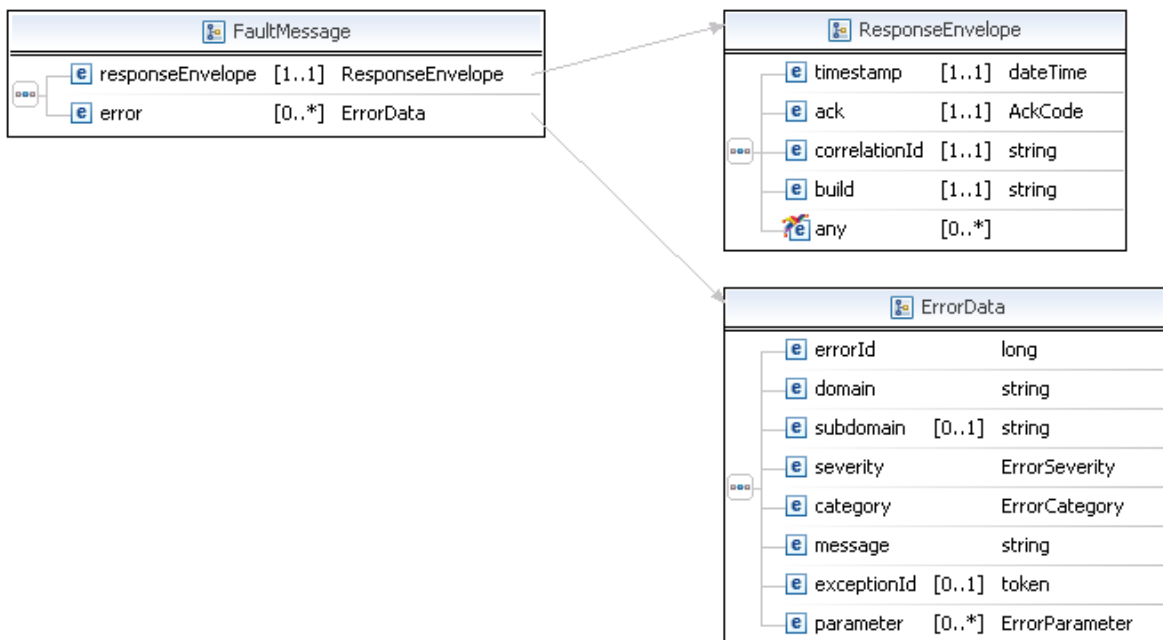 FaultMessage
responseEnvelope [1..1] ResponseEnvelope
error [0..*] ErrorData
ResponseEnvelope
timestamp [1..1] dateTime
ack [1..1] AckCode
correlationId [1..1] string
build [1..1] string
any [0..*]
ErrorData
errorId long
domain string
subdomain [0..1] string
severity ErrorSeverity
category ErrorCategory
message string
exceptionId [0..1] token
parameter [0..*] ErrorParameter